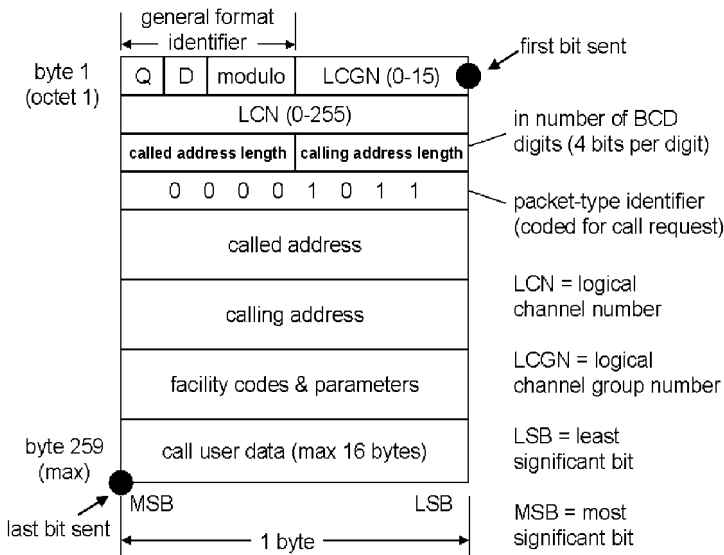 general format
identifier
first bit sent
byte 1
(octet 1)
Q D modulo LCGN (0-15)
LCN (0-255)
in number of BCD
digits (4 bits per digit)
called address length calling address length
0 0 0 0 1 0 1 1
packet-type identifier
(coded for call request)
called address
LCN = logical
channel number
calling address
LCGN = logical
channel group number
facility codes & parameters
byte 259
(max)
call user data (max 16 bytes)
LSB = least
significant bit
MSB LSB
last bit sent
MSB = most
significant bit
1 byte